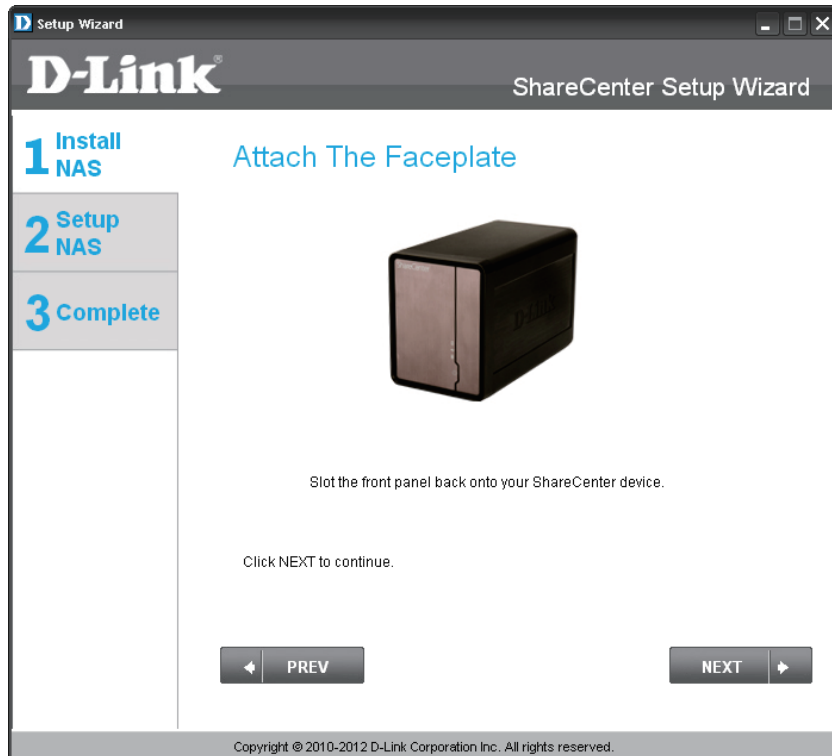 Setup Wizard
D-Link®
ShareCenter Setup Wizard
1 Install
NAS
2 Setup
NAS
3 Complete
Attach The Faceplate
ShareCenter
D-Link
Slot the front panel back onto your ShareCenter device.
Click NEXT to continue.
PREV
NEXT
Copyright © 2010-2012 D-Link Corporation Inc. All rights reserved.